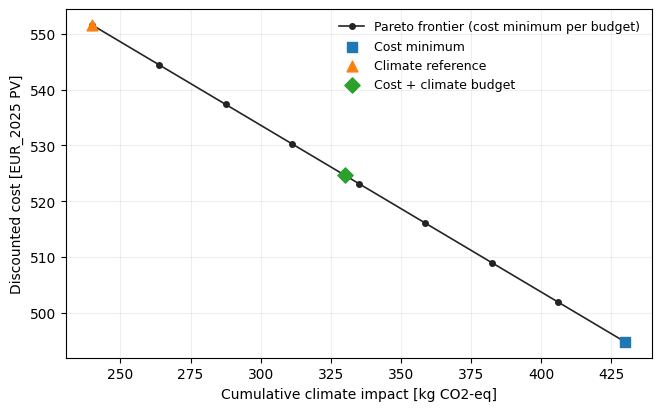 Pareto frontier (cost minimum per budget)
Cost minimum
Climate reference
Cost + climate budget
Discounted cost [EUR_2025 PV]
550
540
530
520
510
500
250
275
300
325
350
375
400
425
Cumulative climate impact [kg CO2-eq]